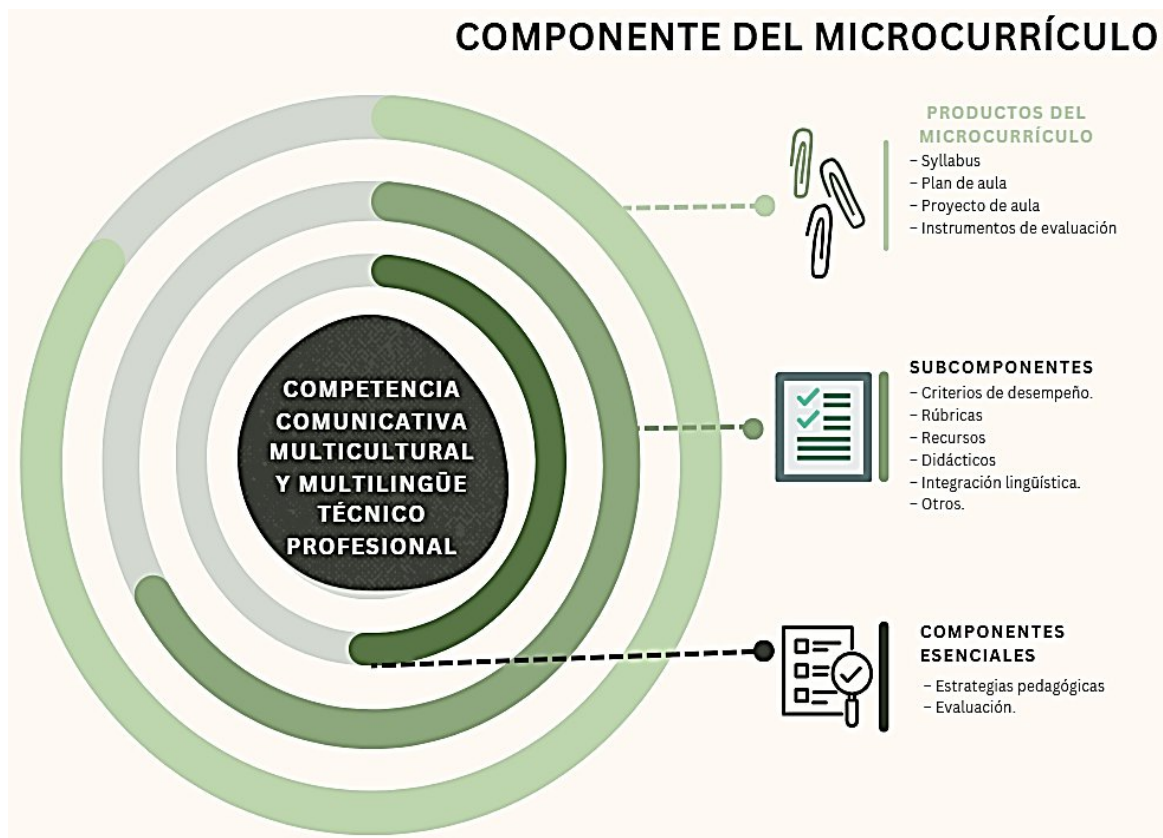 COMPONENTE DEL MICROCURRÍCULO
PRODUCTOS DEL
MICROCURRÍCULO
– Syllabus
– Plan de aula
– Proyecto de aula
– Instrumentos de evaluación
COMPETENCIA
COMUNICATIVA
MULTICULTURAL
Y MULTILINGÜE
TÉCNICO
PROFESIONAL
SUBCOMPONENTES
– Criterios de desempeño.
– Rúbricas
– Recursos
– Didácticos
– Integración lingüística.
– Otros.
COMPONENTES
ESENCIALES
– Estrategias pedagógicas
– Evaluación.